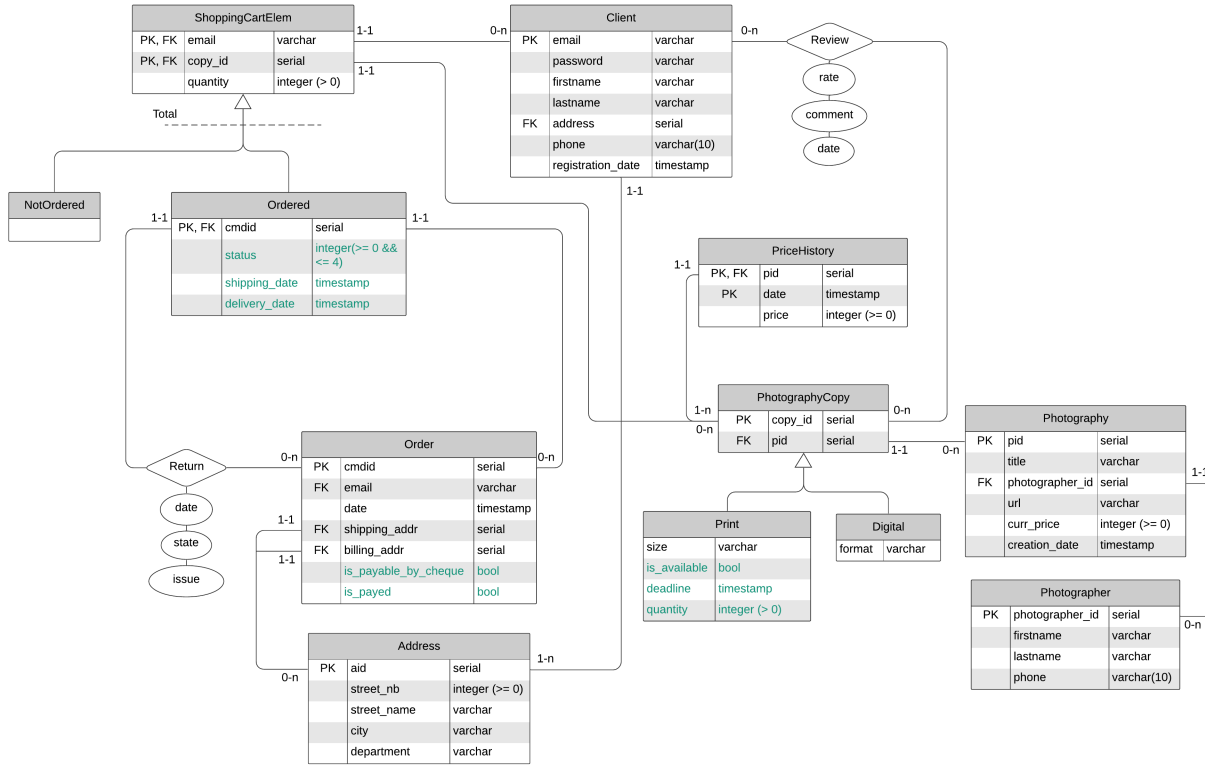 ShoppingCartElem
PK, FK email varchar
PK, FK copy_id serial
quantity integer (> 0)
1-1
1-1
Total
0-n
Client
PK email varchar
password varchar
firstname varchar
lastname varchar
FK address serial
phone varchar(10)
registration_date timestamp
0-n
1-1
Review
rate
comment
date
NotOrdered
1-1
Ordered
1-1
PK, FK cmdid serial
status integer(>= 0 &&
<= 4)
shipping_date timestamp
delivery_date timestamp
1-1
PriceHistory
PK, FK pid serial
PK date timestamp
price integer (>= 0)
PhotographyCopy
PK copy_id serial
FK pid serial
1-n
0-n
0-n
1-1
0-n
Photography
PK pid serial
title varchar
FK photographer_id serial
url varchar
curr_price integer (>= 0)
creation_date timestamp
1-1
Return
date
state
issue
0-n
Order
0-n
PK cmdid serial
FK email varchar
date timestamp
FK shipping_addr serial
FK billing_addr serial
is_payable_by_cheque bool
is_payed bool
1-1
1-1
Print
size varchar
is_available bool
deadline timestamp
quantity integer (> 0)
Digital
format varchar
Photographer
PK photographer_id serial
firstname varchar
lastname varchar
phone varchar(10)
0-n
Address
PK aid serial
street_nb integer (>= 0)
street_name varchar
city varchar
department varchar
0-n
1-n